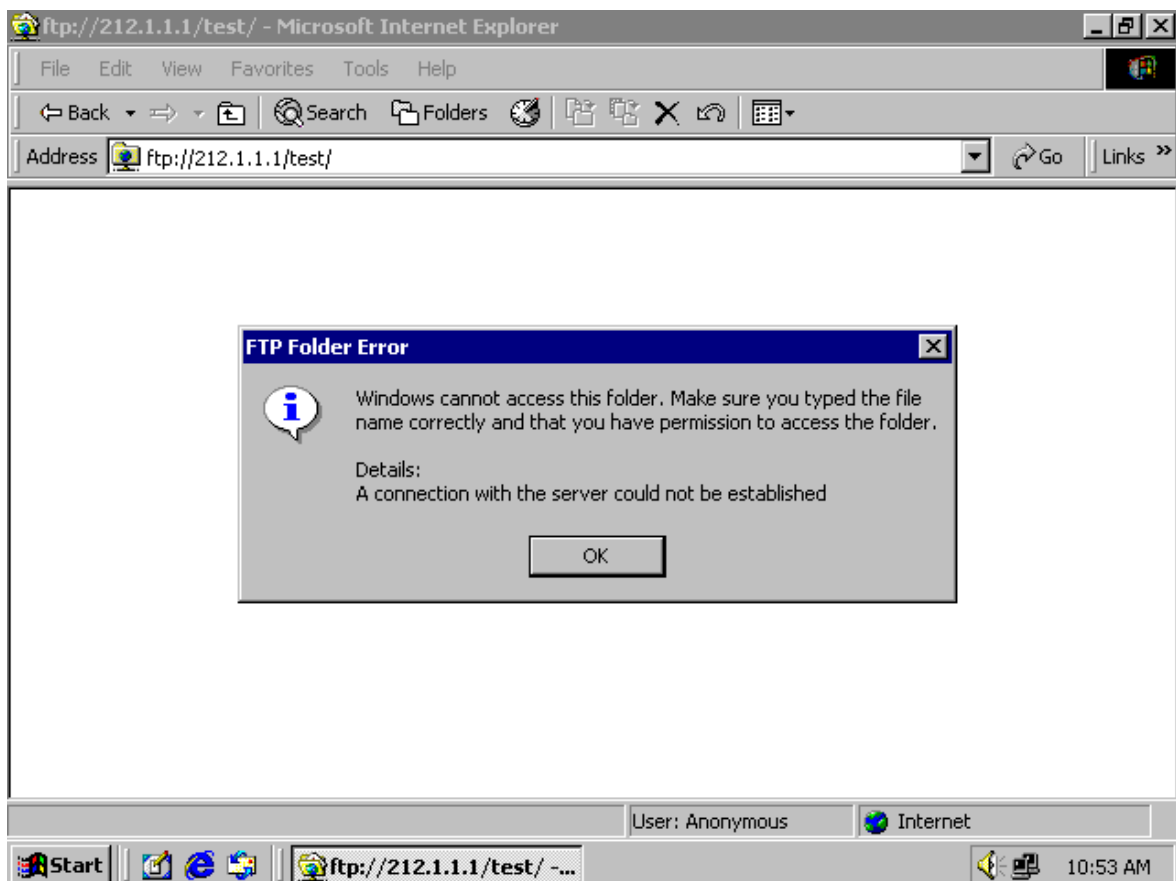 ftp://212.1.1.1/test/ - Microsoft Internet Explorer
File Edit View Favorites Tools Help
Back Search Folders
Address ftp://212.1.1.1/test/ Go Links »
FTP Folder Error
Windows cannot access this folder. Make sure you typed the file
name correctly and that you have permission to access the folder.
Details:
A connection with the server could not be established
OK
User: Anonymous Internet
Start ftp://212.1.1.1/test/ -... 10:53 AM